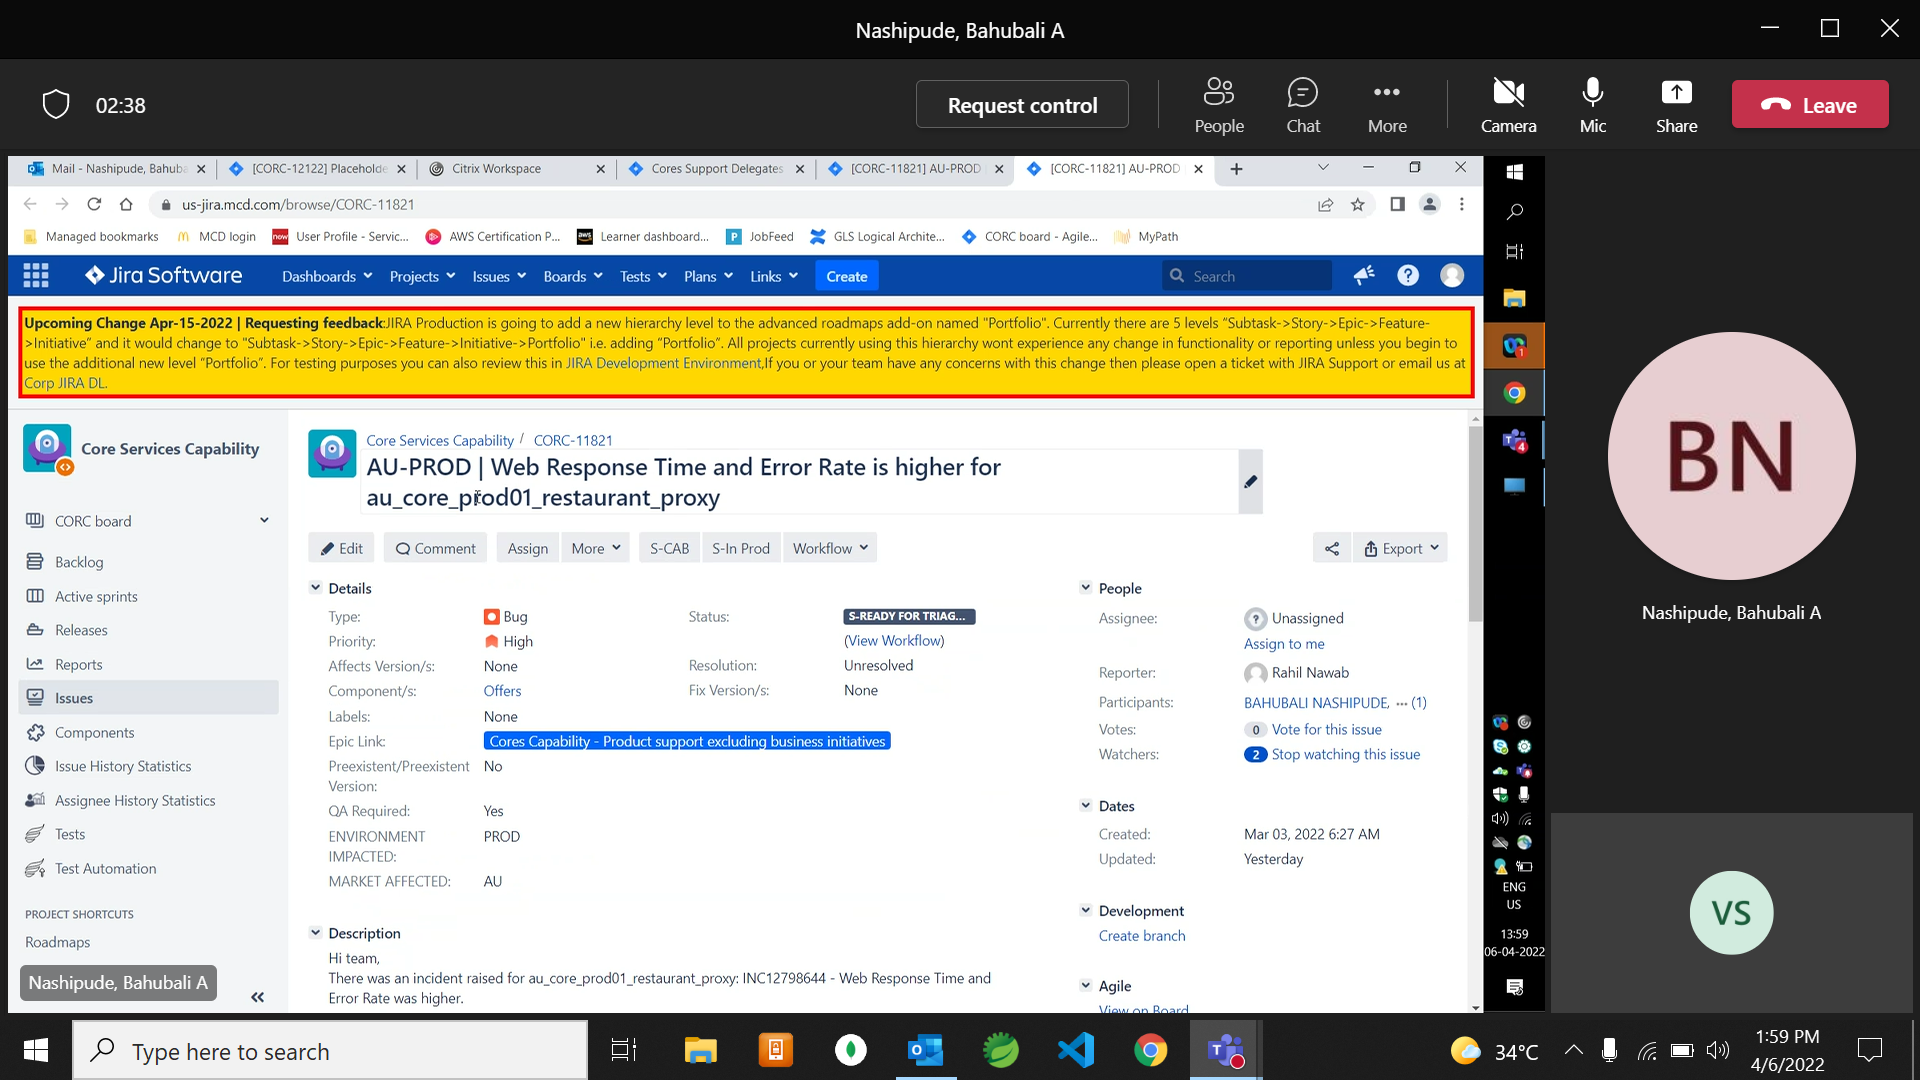 Nashipude, Bahubali A
02:38
Request control
People
Chat
More
Camera
Mic
Share
Leave
Mail - Nashipude, Bahuba
[CORC-12122] Placeholde
Citrix Workspace
Cores Support Delegates
[CORC-11821] AU-PROD
[CORC-11821] AU-PROD
us-jira.mcd.com/browse/CORC-11821
Managed bookmarks
MCD login
User Profile - Servic...
AWS Certification P...
Learner dashboard...
JobFeed
GLS Logical Archite...
CORC board - Agile...
MyPath
Jira Software
Dashboards
Projects
Issues
Boards
Tests
Plans
Links
Create
Search
Upcoming Change Apr-15-2022 | Requesting feedback:JIRA Production is going to add a new hierarchy level to the advanced roadmaps add-on named "Portfolio". Currently there are 5 levels "Subtask->Story->Epic->Feature-
>Initiative" and it would change to "Subtask->Story->Epic->Feature->Initiative->Portfolio" i.e. adding "Portfolio". All projects currently using this hierarchy wont experience any change in functionality or reporting unless you begin to
use the additional new level "Portfolio". For testing purposes you can also review this in JIRA Development Environment,If you or your team have any concerns with this change then please open a ticket with JIRA Support or email us at
Corp JIRA DL.
Core Services Capability
CORC board
Backlog
Active sprints
Releases
Reports
Issues
Components
Issue History Statistics
Assignee History Statistics
Tests
Test Automation
PROJECT SHORTCUTS
Roadmaps
Nashipude, Bahubali A
Core Services Capability / CORC-11821
AU-PROD | Web Response Time and Error Rate is higher for
au_core_prod01_restaurant_proxy
Edit
Comment
Assign
More
S-CAB
S-In Prod
Workflow
Export
Details
Type: Bug
Status: S-READY FOR TRIAG...
Priority: High
(View Workflow)
Affects Version/s: None
Resolution: Unresolved
Component/s: Offers
Fix Version/s: None
Labels: None
Epic Link: Cores Capability - Product support excluding business initiatives
Preexistent/Preexistent No
Version:
QA Required: Yes
ENVIRONMENT PROD
IMPACTED:
MARKET AFFECTED: AU
Description
Hi team,
There was an incident raised for au_core_prod01_restaurant_proxy: INC12798644 - Web Response Time and
Error Rate was higher.
People
Assignee: Unassigned
Assign to me
Reporter: Rahil Nawab
Participants: BAHUBALI NASHIPUDE, ... (1)
Votes: 0 Vote for this issue
Watchers: 2 Stop watching this issue
Dates
Created: Mar 03, 2022 6:27 AM
Updated: Yesterday
Development
Create branch
Agile
View on Board
ENG
US
13:59
06-04-2022
BN
Nashipude, Bahubali A
VS
Type here to search
34°C
1:59 PM
4/6/2022